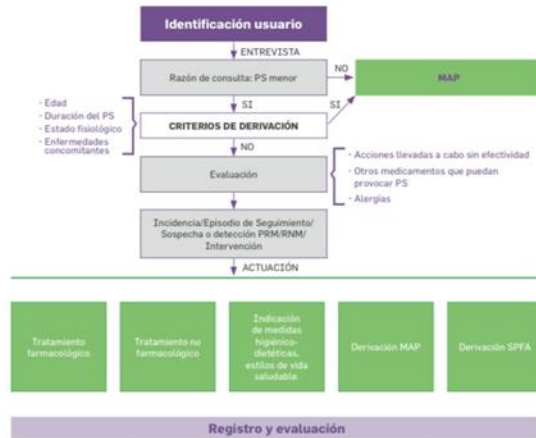 Identificación usuario
ENTREVISTA
Razón de consulta: PS menor
NO
MAP
SI
SI
- Edad
- Duración del PS
- Estado fisiológico
- Enfermedades
concomitantes
CRITERIOS DE DERIVACIÓN
NO
Evaluación
- Acciones llevadas a cabo sin efectividad
- Otros medicamentos que puedan
provocar PS
- Alergias
Incidencia/Episodio de Seguimiento/
Sospecha o detección PRM/RNM/
Intervención
ACTUACIÓN
Tratamiento
farmacológico
Tratamiento no
farmacológico
Indicación
de medidas
higiénico-
dietéticas,
estilos de vida
saludable.
Derivación MAP
Derivación SPFA
Registro y evaluación